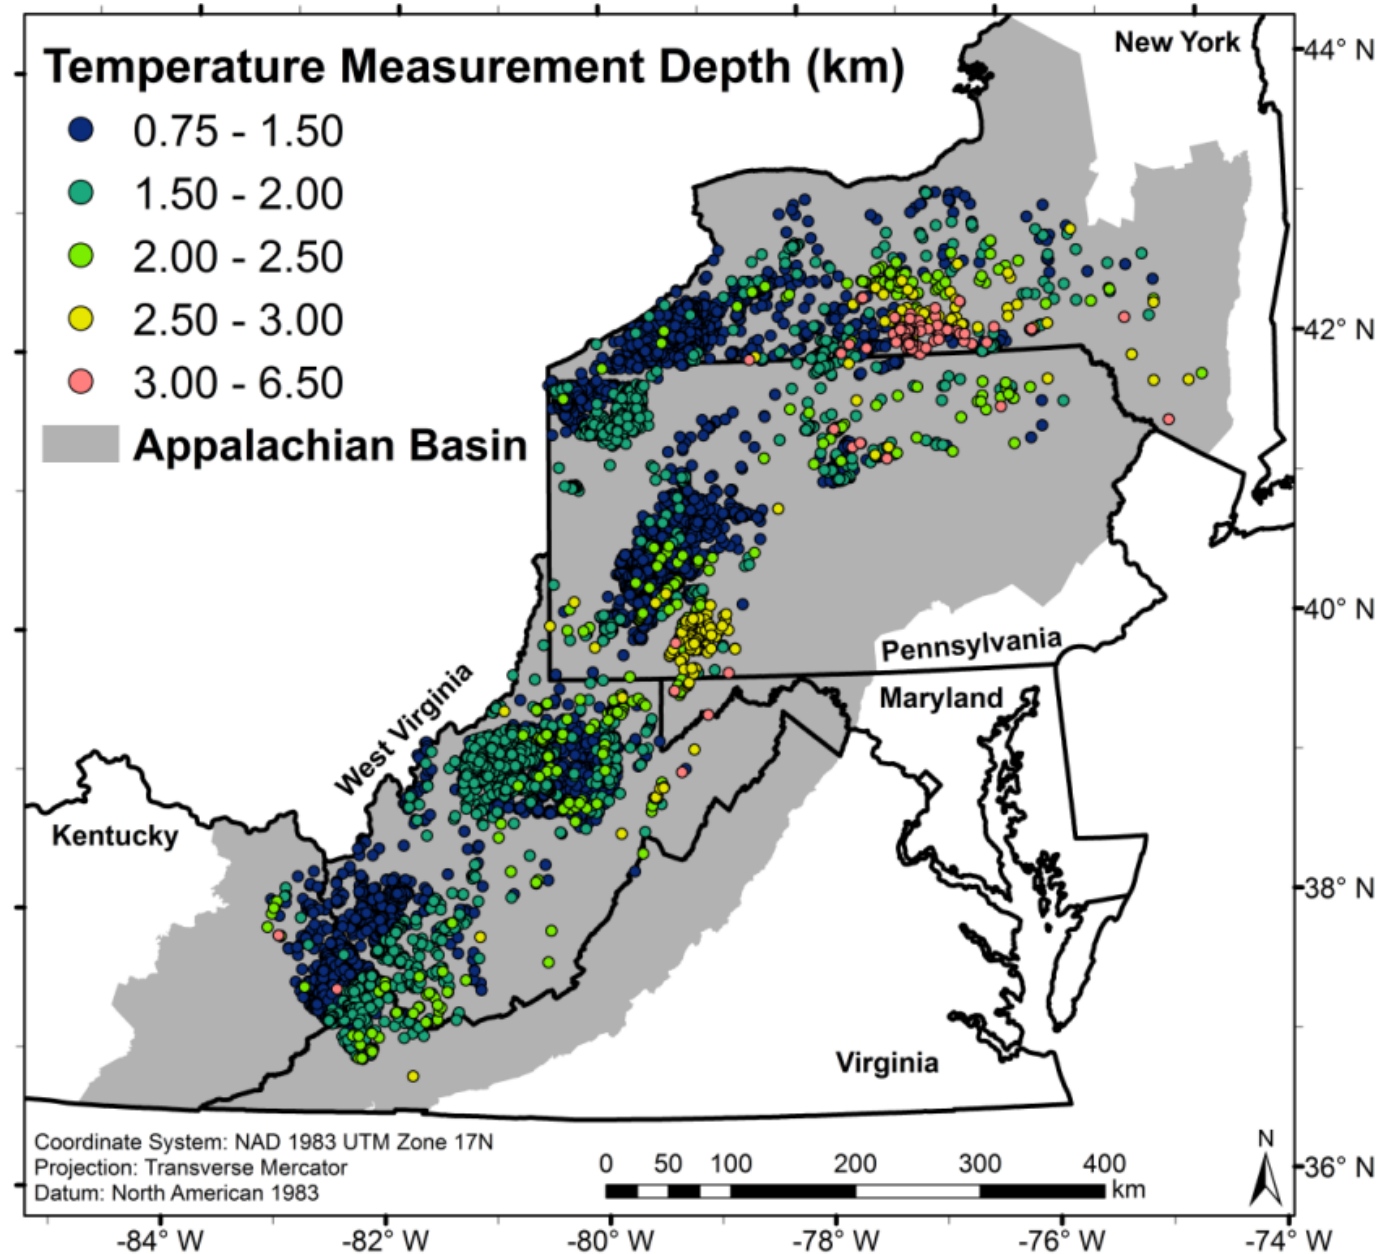 Temperature Measurement Depth (km)
0.75 - 1.50
1.50 - 2.00
2.00 - 2.50
2.50 - 3.00
3.00 - 6.50
Appalachian Basin
New York
44° N
42° N
40° N
38° N
36° N
Pennsylvania
Maryland
West Virginia
Kentucky
Virginia
Coordinate System: NAD 1983 UTM Zone 17N
Projection: Transverse Mercator
Datum: North American 1983
0 50 100 200 300 400
km
N
-84° W -82° W -80° W -78° W -76° W -74° W